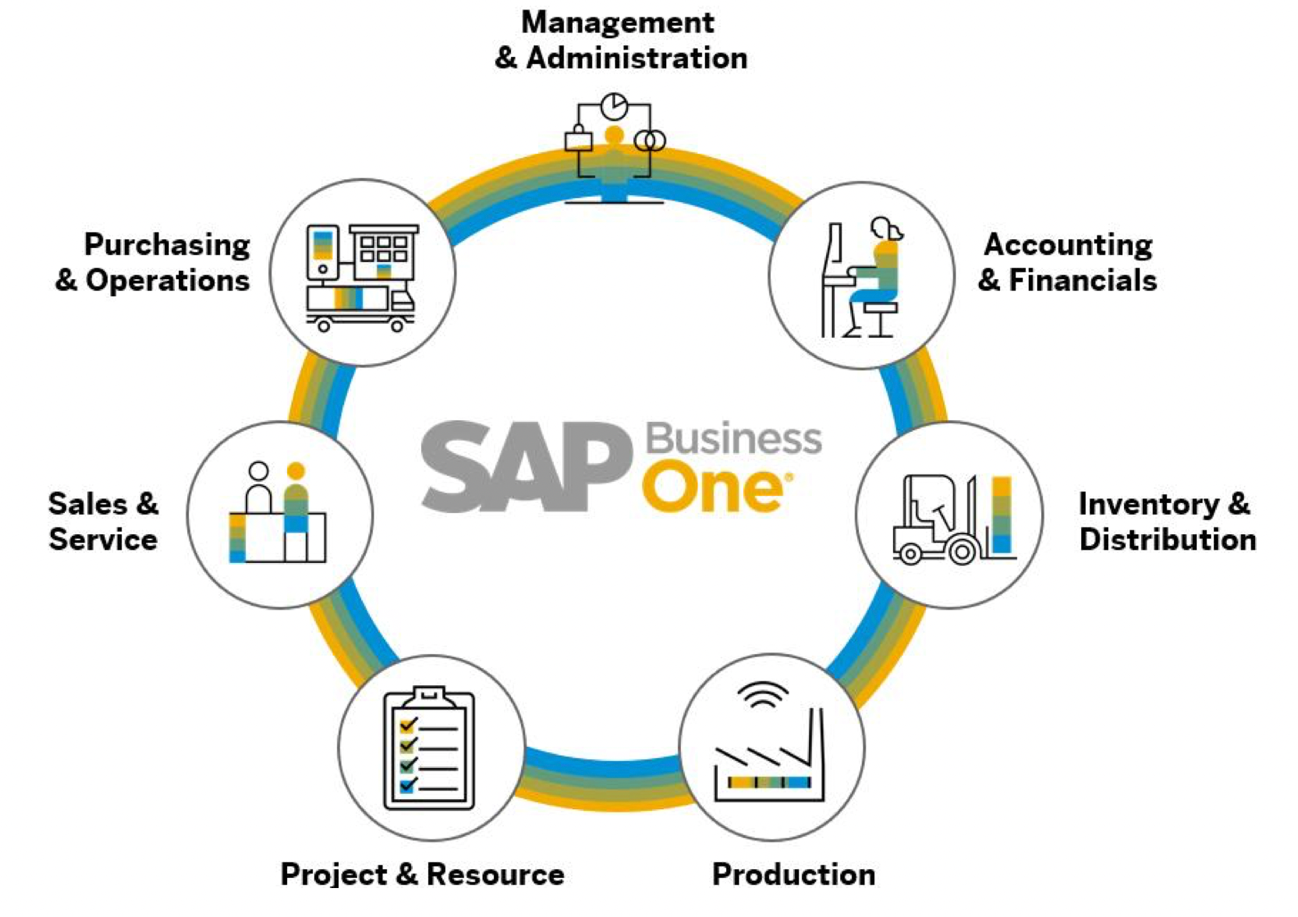 Management
& Administration
Purchasing
& Operations
Accounting
& Financials
SAP Business
One®
Sales &
Service
Inventory &
Distribution
Project & Resource
Production